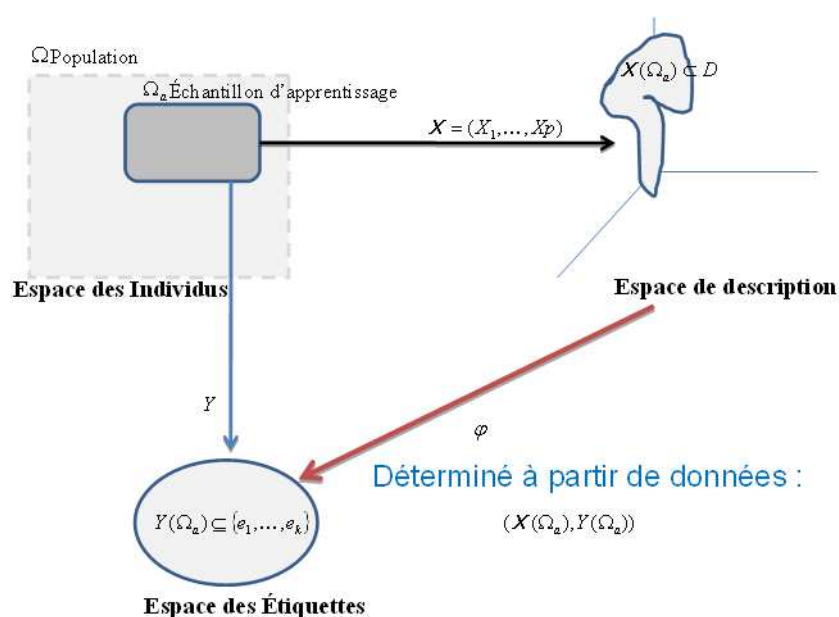 Ω Population
Ωₐ Échantillon d'apprentissage
X(Ωₐ) ⊂ D
X = (X₁,...,Xp)
Espace des Individus
Espace de description
Y
φ
Déterminé à partir de données :
Y(Ωₐ) ⊆ {e₁,...,eₖ}
(X(Ωₐ),Y(Ωₐ))
Espace des Étiquettes